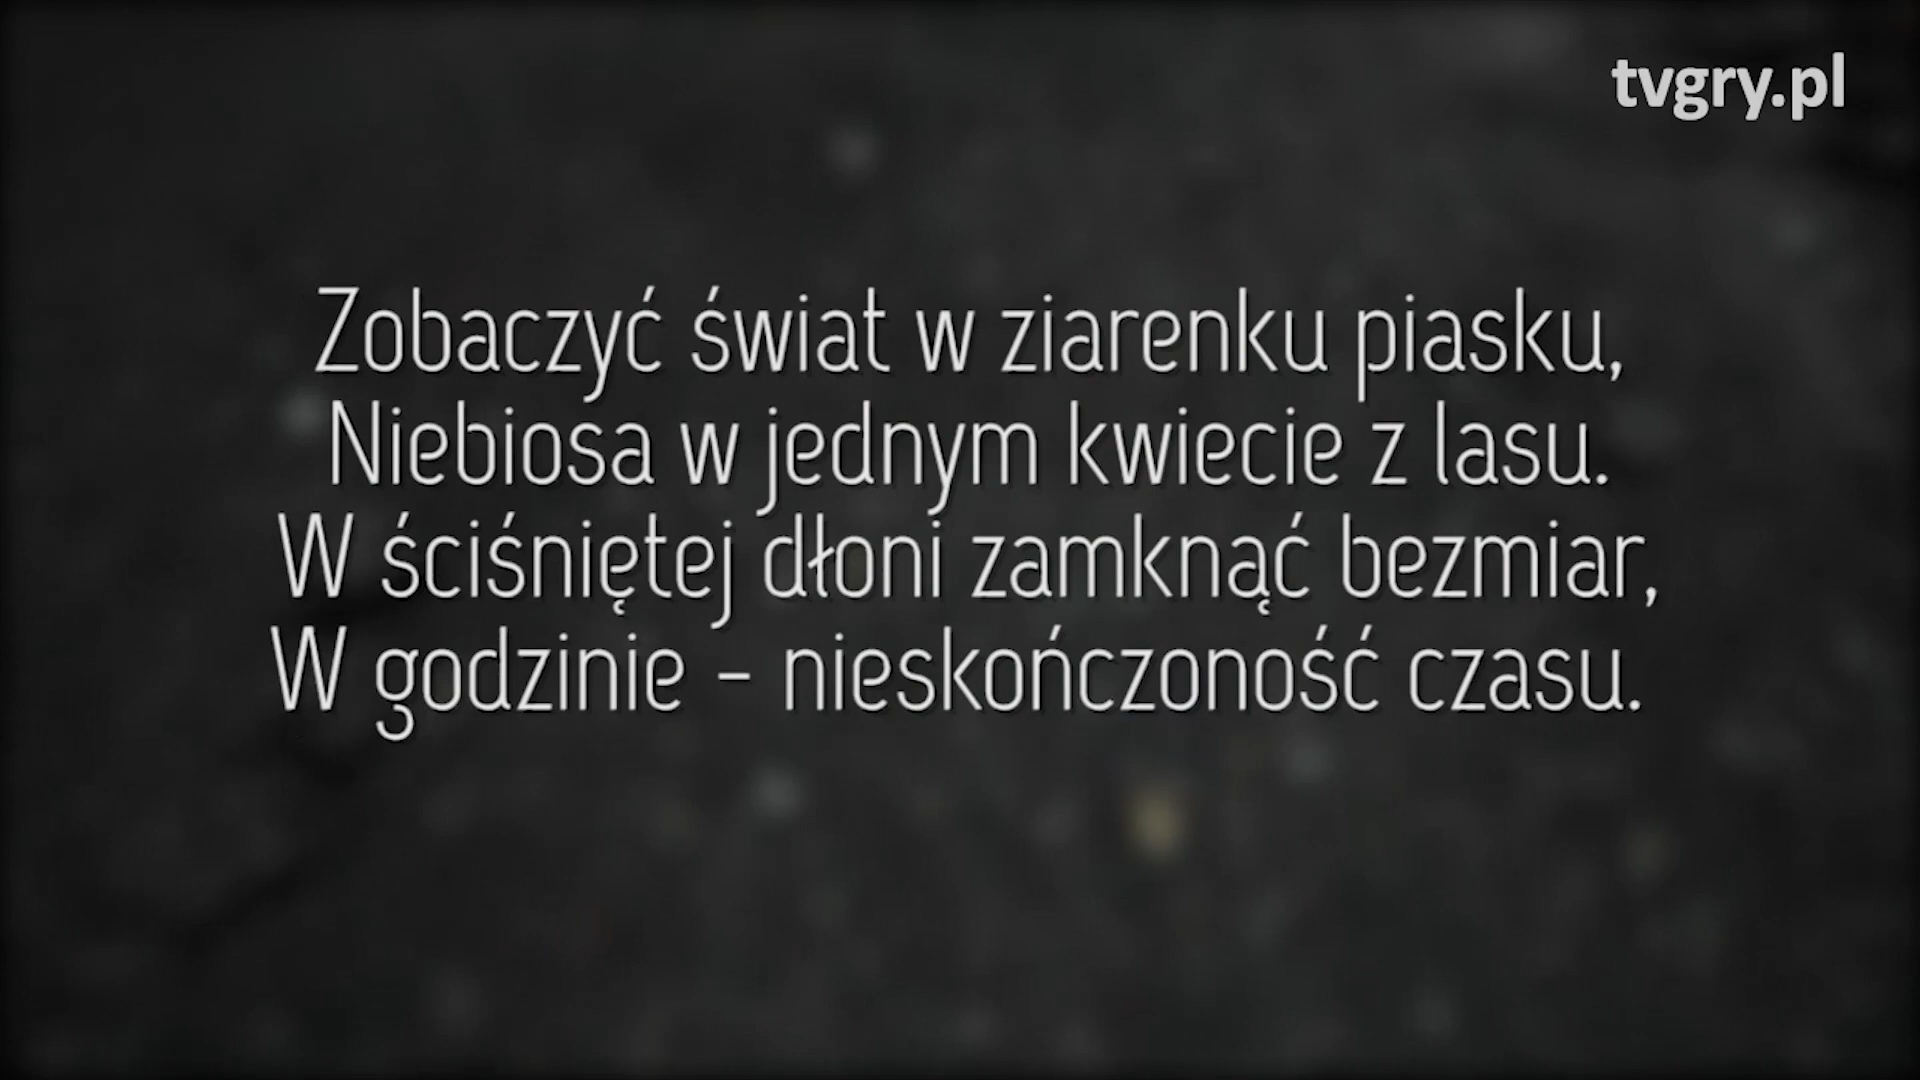 tvgry.pl
Zobaczyć świat w ziarenku piasku,
Niebiosa w jednym kwiecie z lasu.
W ściśniętej dłoni zamknąć bezmiar,
W godzinie - nieskończoność czasu.